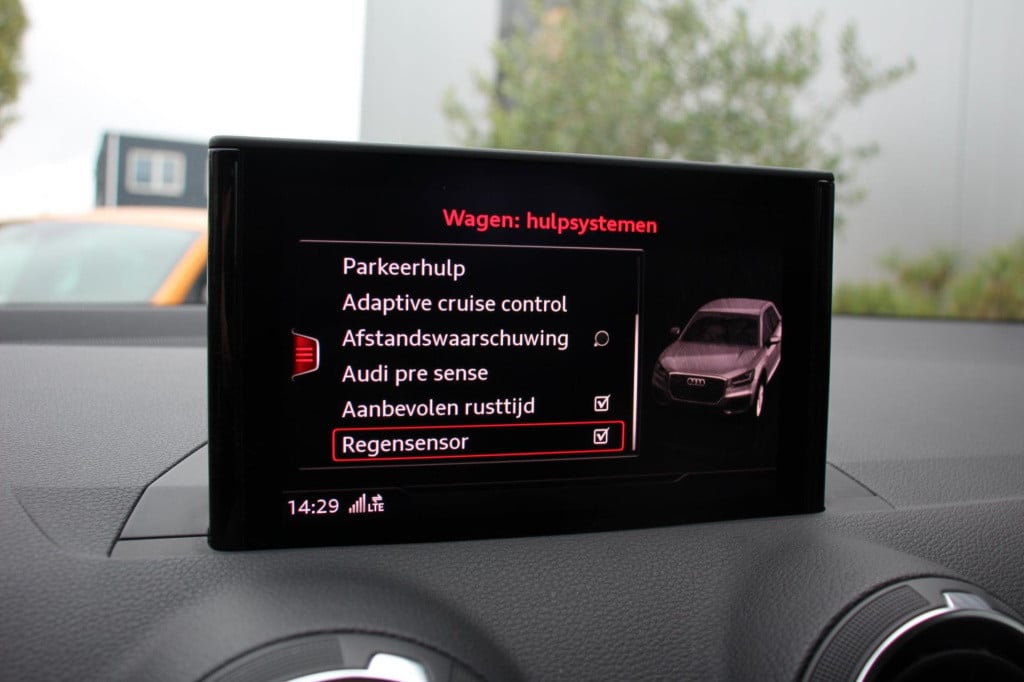 Wagen: hulpsystemen
Parkeerhulp
Adaptive cruise control
Afstandswaarschuwing
Audi pre sense
Aanbevolen rusttijd
Regensensor
14:29 LTE